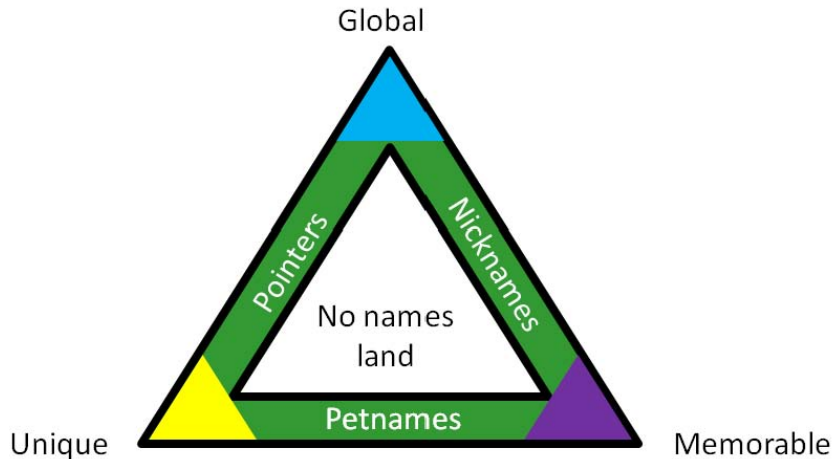 Global
Pointers
Nicknames
No names
land
Petnames
Unique
Memorable